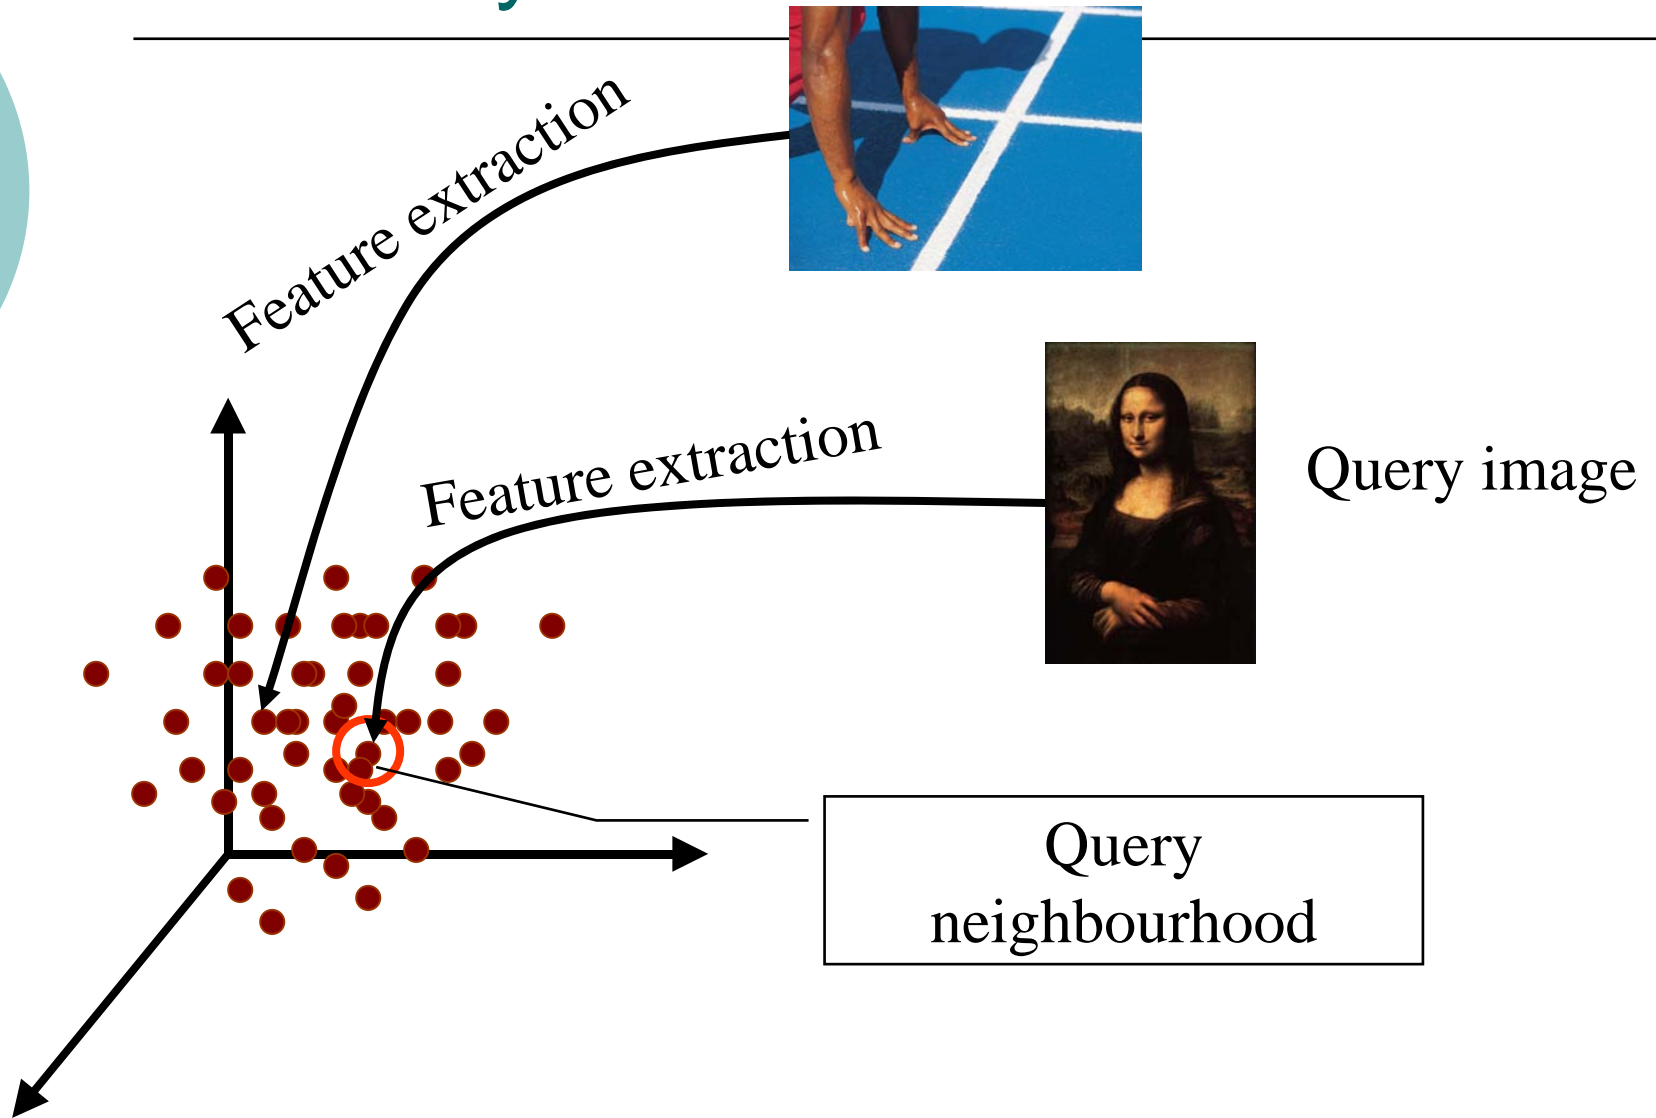 Feature extraction
Feature extraction
Query image
Query
neighbourhood